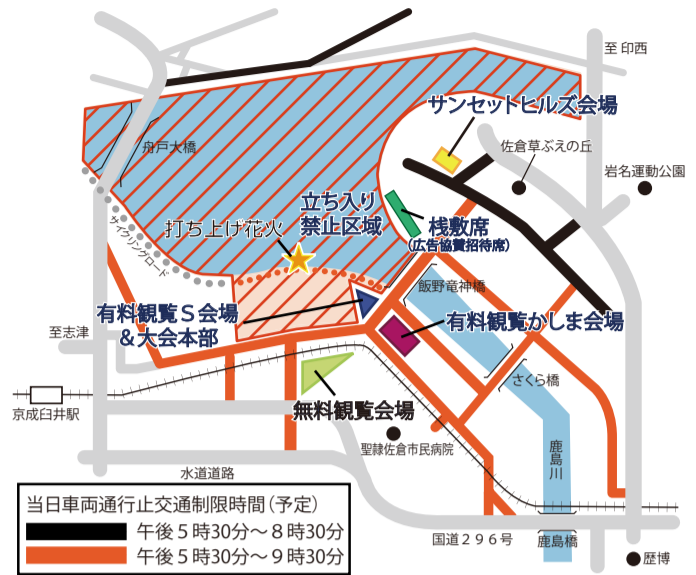 至 印西
サンセットヒルズ会場
舟戸大橋
佐倉草ぶえの丘
岩名運動公園
立ち入り
禁止区域
打ち上げ花火
桟敷席
(広告協賛招待席)
サイクリングロード
飯野竜神橋
有料観覧S会場
&大会本部
有料観覧かしま会場
至志津
さくら橋
京成臼井駅
無料観覧会場
聖隷佐倉市民病院
鹿島川
水道道路
当日車両通行止交通制限時間(予定)
午後5時30分〜8時30分
午後5時30分〜9時30分
国道296号
鹿島橋
歴博